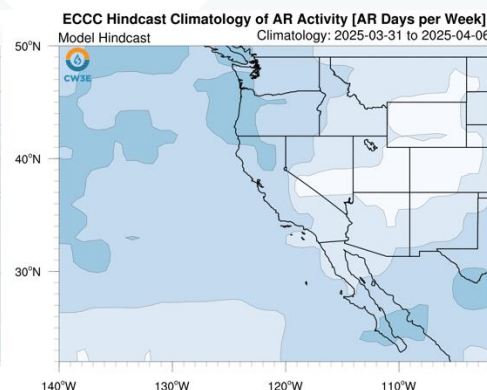 ECCC Hindcast Climatology of AR Activity [AR Days per Week]
Model Hindcast
Climatology: 2025-03-31 to 2025-04-06
CW3E
50°N
40°N
30°N
140°W
130°W
120°W
110°W